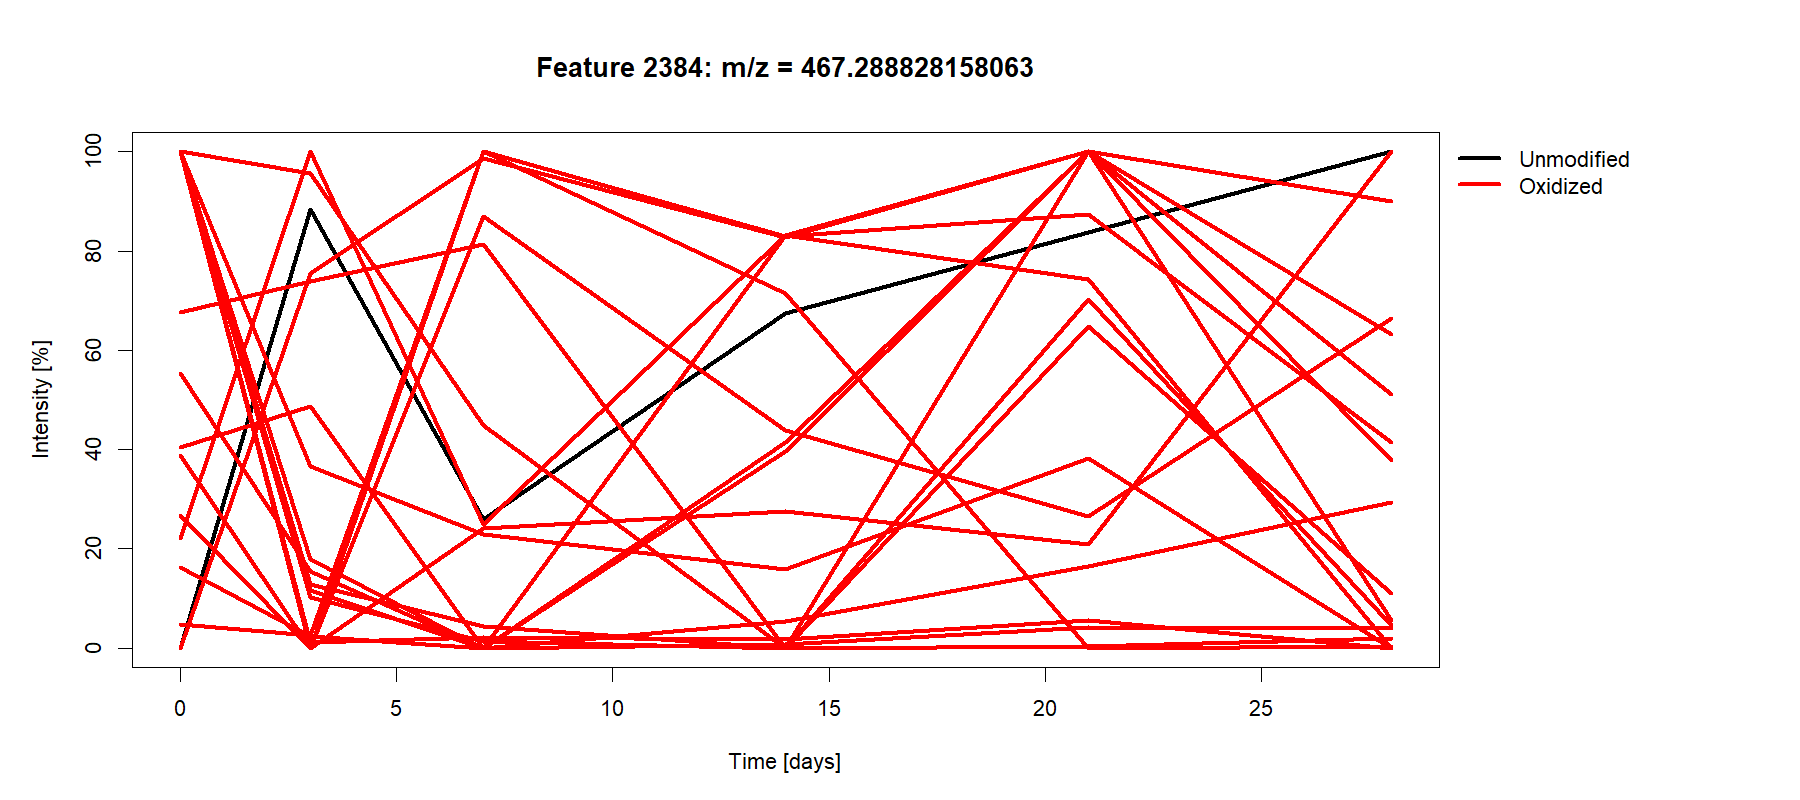 Feature 2384: m/z = 467.288828158063
Unmodified
Oxidized
Intensity [%]
100
80
60
40
20
0
0 5 10 15 20 25
Time [days]